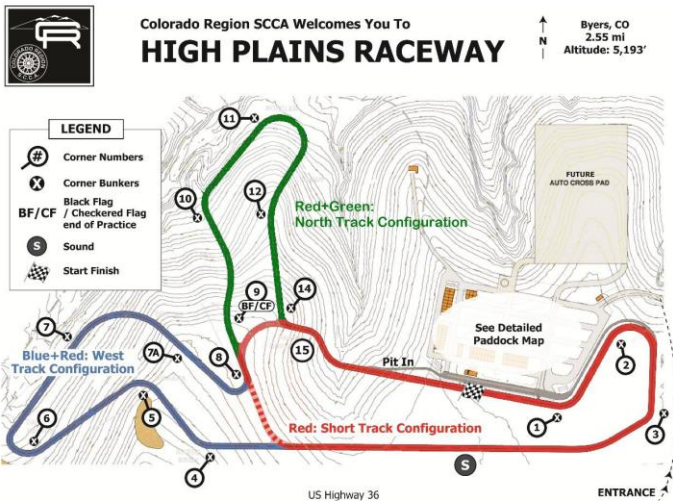 COLORADO REGION
CR
S.C.C.A.
Colorado Region SCCA Welcomes You To
HIGH PLAINS RACEWAY
N
Byers, CO
2.55 mi
Altitude: 5,193'
LEGEND
# Corner Numbers
X Corner Bunkers
BF/CF Black Flag
/ Checkered Flag
end of Practice
S Sound
Start Finish
FUTURE
AUTO CROSS PAD
11
10
12
Red+Green:
North Track Configuration
9
BF/CF
14
7
7A
8
15
Blue+Red: West
Track Configuration
See Detailed
Paddock Map
Pit In
2
6
5
4
Red: Short Track Configuration
1
3
S
US Highway 36
ENTRANCE